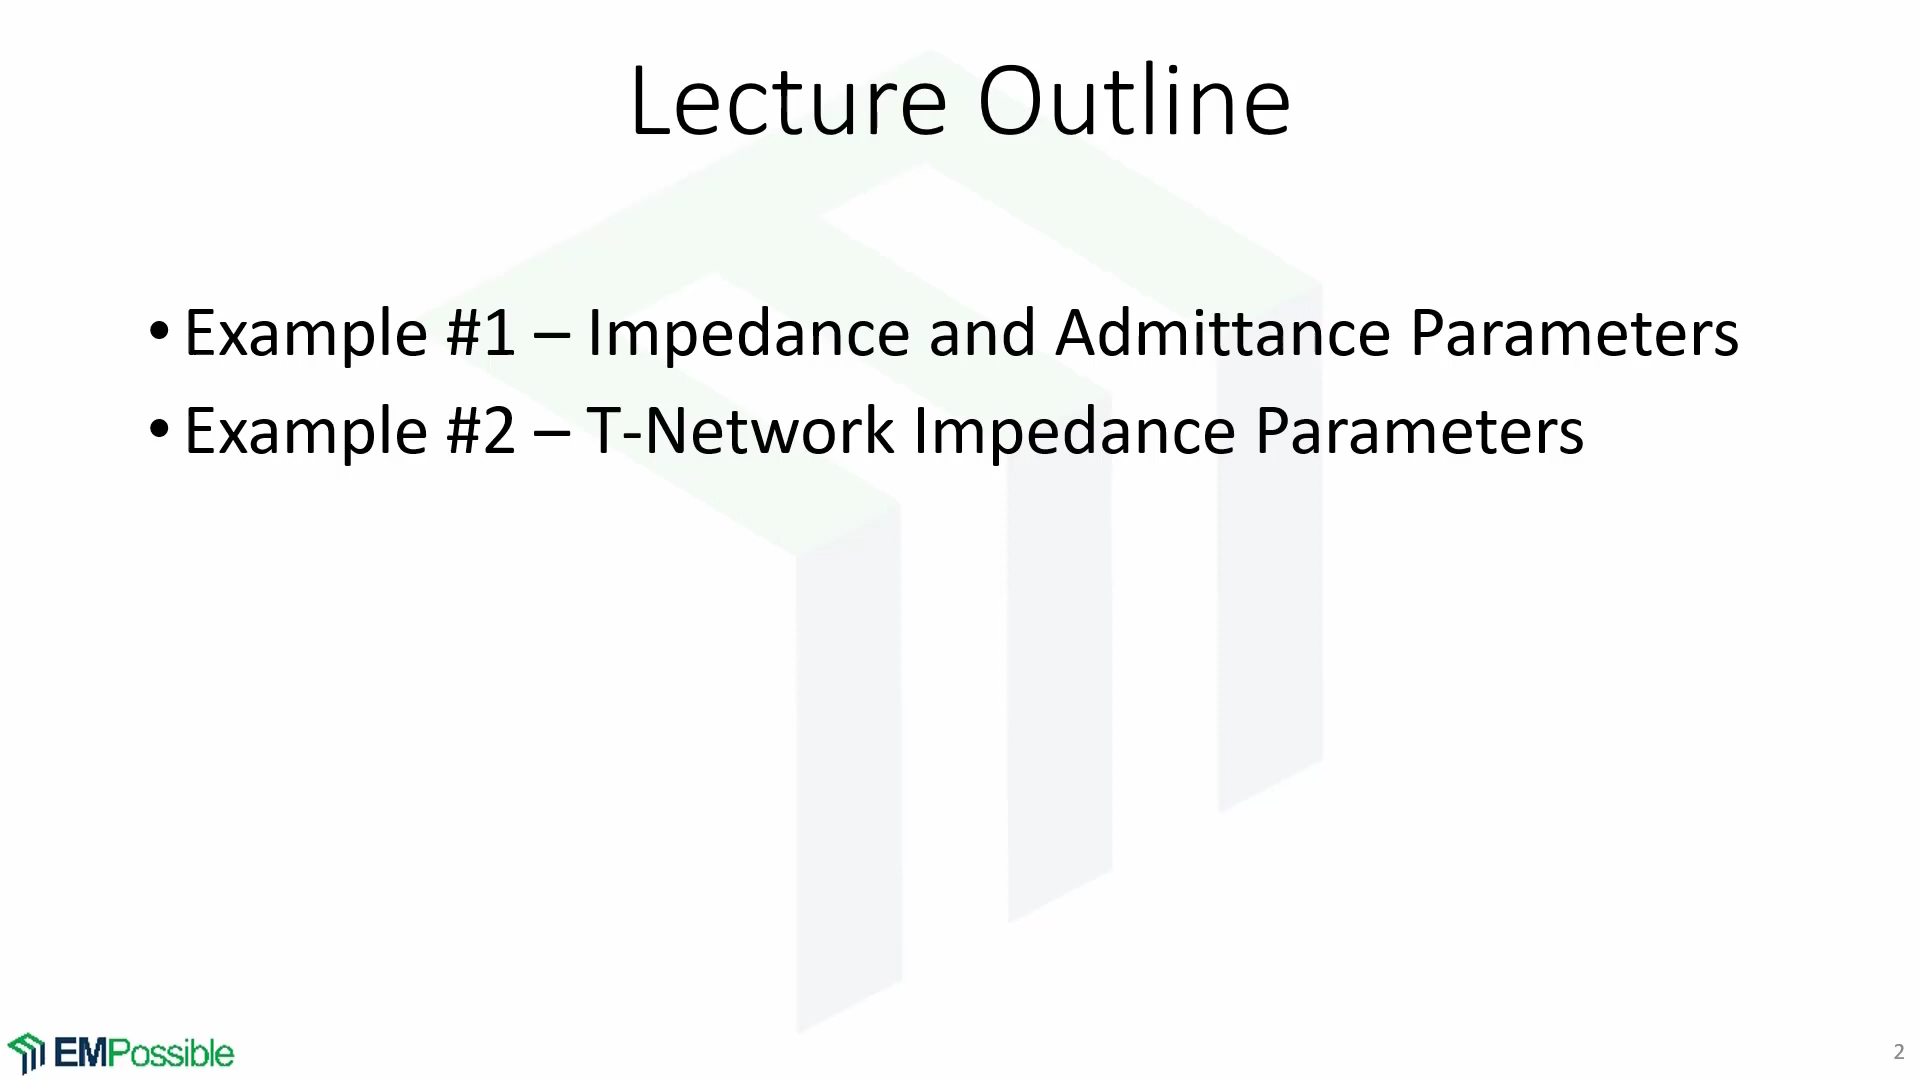 Lecture Outline
• Example #1 – Impedance and Admittance Parameters
• Example #2 – T-Network Impedance Parameters
EMPossible
2